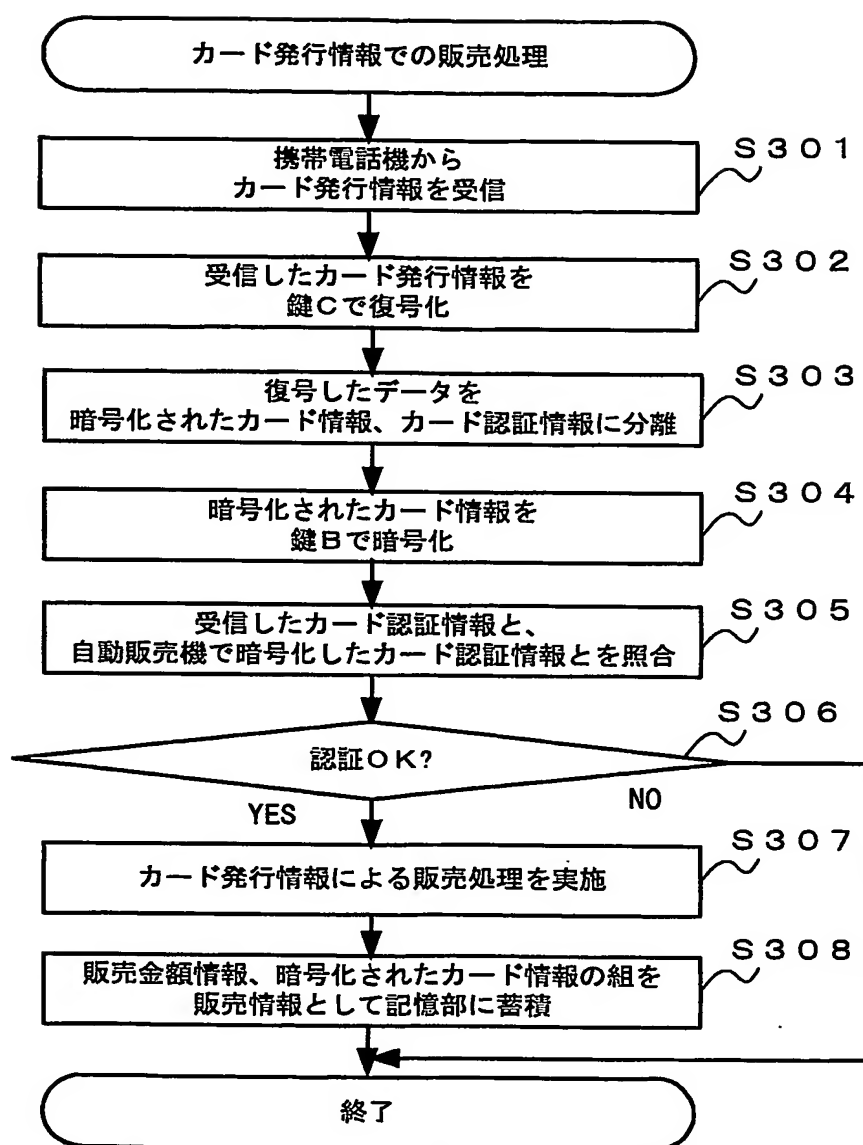 カード発行情報での販売処理
S301
携帯電話機から
カード発行情報を受信
S302
受信したカード発行情報を
鍵Cで復号化
S303
復号したデータを
暗号化されたカード情報、カード認証情報に分離
S304
暗号化されたカード情報を
鍵Bで暗号化
S305
受信したカード認証情報と、
自動販売機で暗号化したカード認証情報とを照合
S306
認証OK?
YES
NO
S307
カード発行情報による販売処理を実施
S308
販売金額情報、暗号化されたカード情報の組を
販売情報として記憶部に蓄積
終了